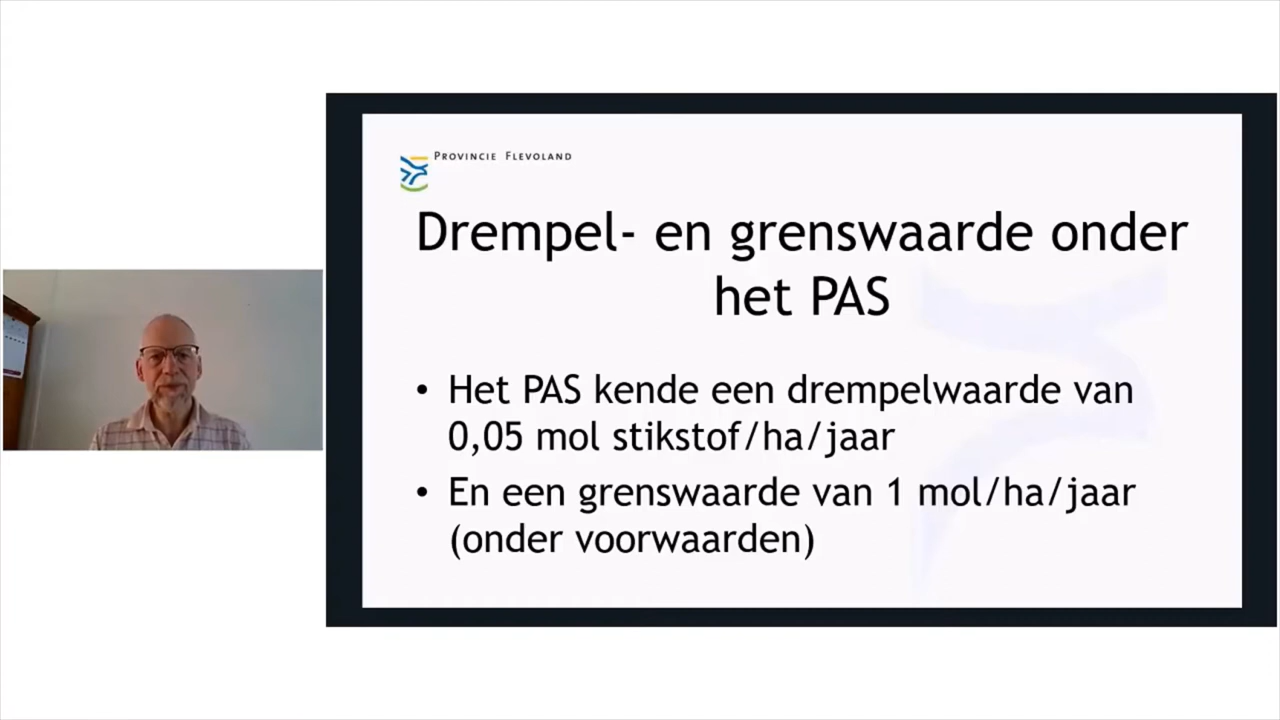 PROVINCIE FLEVOLAND
Drempel- en grenswaarde onder
het PAS
• Het PAS kende een drempelwaarde van
0,05 mol stikstof/ha/jaar
• En een grenswaarde van 1 mol/ha/jaar
(onder voorwaarden)